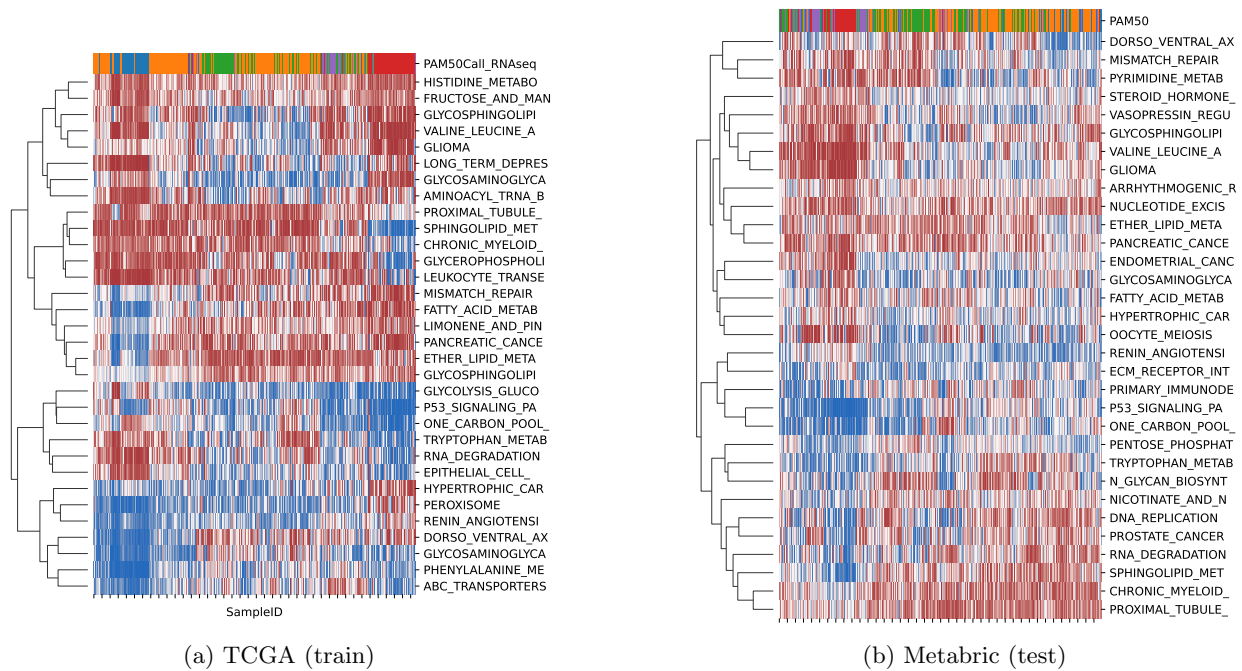 PAM50Call_RNAseq
HISTIDINE_METABO
FRUCTOSE_AND_MAN
GLYCOSPHINGOLIPI
VALINE_LEUCINE_A
GLIOMA
LONG_TERM_DEPRES
GLYCOSAMINOGLYCA
AMINOACYL_TRNA_B
PROXIMAL_TUBULE_
SPHINGOLIPID_MET
CHRONIC_MYELOID_
GLYCEROPHOSPHOLI
LEUKOCYTE_TRANSE
MISMATCH_REPAIR
FATTY_ACID_METAB
LIMONENE_AND_PIN
PANCREATIC_CANCE
ETHER_LIPID_META
GLYCOSPHINGOLIPI
GLYCOLYSIS_GLUCO
P53_SIGNALING_PA
ONE_CARBON_POOL_
TRYPTOPHAN_METAB
RNA_DEGRADATION
EPITHELIAL_CELL_
HYPERTROPHIC_CAR
PEROXISOME
RENIN_ANGIOTENSI
DORSO_VENTRAL_AX
GLYCOSAMINOGLYCA
PHENYLALANINE_ME
ABC_TRANSPORTERS
SampleID
(a) TCGA (train)
PAM50
DORSO_VENTRAL_AX
MISMATCH_REPAIR
PYRIMIDINE_METAB
STEROID_HORMONE_
VASOPRESSIN_REGU
GLYCOSPHINGOLIPI
VALINE_LEUCINE_A
GLIOMA
ARRHYTHMOGENIC_R
NUCLEOTIDE_EXCIS
ETHER_LIPID_META
PANCREATIC_CANCE
ENDOMETRIAL_CANC
GLYCOSAMINOGLYCA
FATTY_ACID_METAB
HYPERTROPHIC_CAR
OOCYTE_MEIOSIS
RENIN_ANGIOTENSI
ECM_RECEPTOR_INT
PRIMARY_IMMUNODE
P53_SIGNALING_PA
ONE_CARBON_POOL_
PENTOSE_PHOSPHAT
TRYPTOPHAN_METAB
N_GLYCAN_BIOSYNT
NICOTINATE_AND_N
DNA_REPLICATION
PROSTATE_CANCER
RNA_DEGRADATION
SPHINGOLIPID_MET
CHRONIC_MYELOID_
PROXIMAL_TUBULE_
(b) Metabric (test)